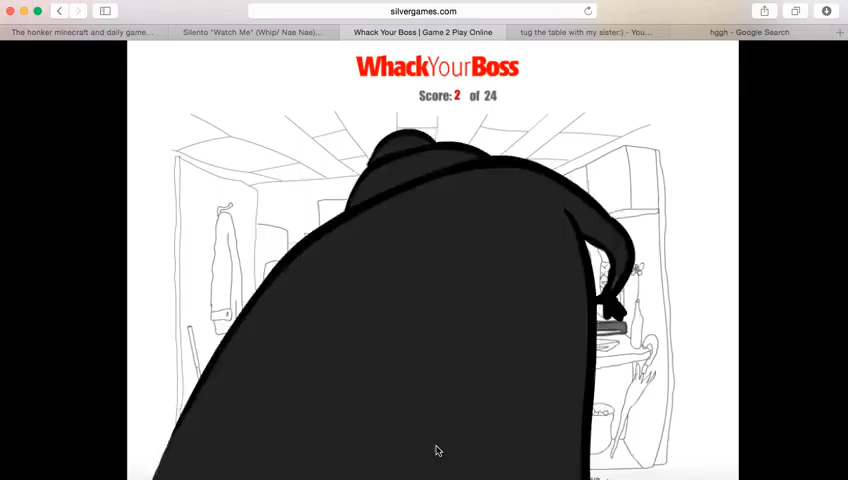 silvergames.com
The honker minecraft and daily game...
Silento "Watch Me" (Whip/ Nae Nae)...
Whack Your Boss | Game 2 Play Online
tug the table with my sister:) - You...
hggh - Google Search
WhackYourBoss
Score: 2 of 24